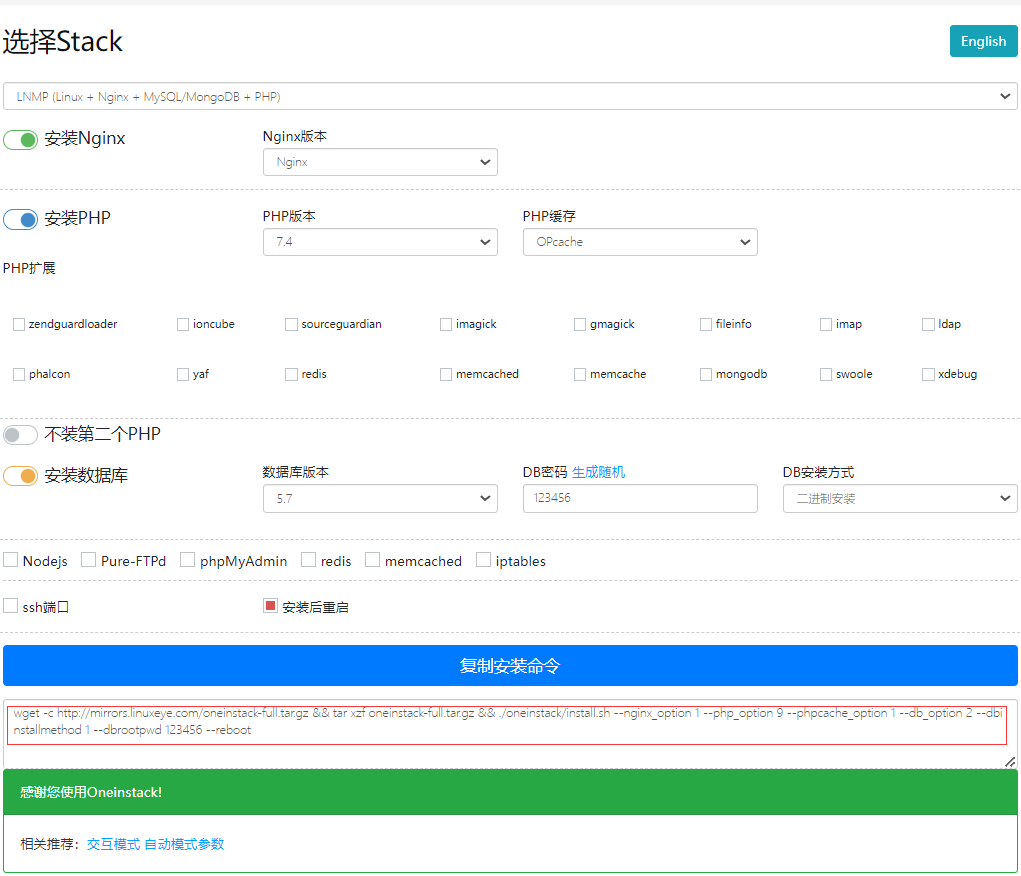 选择Stack
English
LNMP (Linux + Nginx + MySQL/MongoDB + PHP)
安装Nginx
Nginx版本
Nginx
安装PHP
PHP版本
PHP缓存
7.4
OPcache
PHP扩展
zendguardloader ioncube sourceguardian imagick gmagick fileinfo imap ldap
phalcon yaf redis memcached memcache mongodb swoole xdebug
不装第二个PHP
安装数据库
数据库版本
DB密码 生成随机
DB安装方式
5.7
123456
二进制安装
Nodejs Pure-FTPd phpMyAdmin redis memcached iptables
ssh端口 安装后重启
复制安装命令
wget -c http://mirrors.linuxeye.com/oneinstack-full.tar.gz && tar xzf oneinstack-full.tar.gz && ./oneinstack/install.sh --nginx_option 1 --php_option 9 --phpcache_option 1 --db_option 2 --dbi
nstallmethod 1 --dbrootpwd 123456 --reboot
感谢您使用Oneinstack!
相关推荐：交互模式 自动模式参数